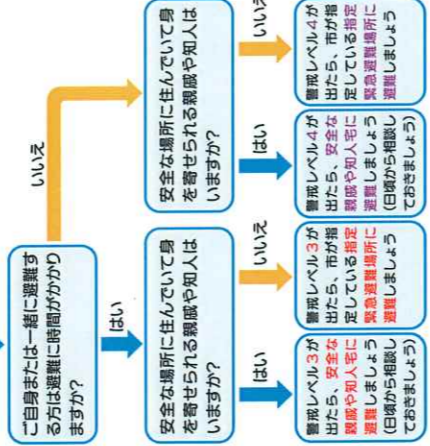 ご自身または一緒に避難す
る方は避難に時間がかかり
ますか?
いいえ
はい
安全な場所に住んでいて身
を寄せられる親戚や知人は
いますか?
安全な場所に住んでいて身
を寄せられる親戚や知人は
いますか?
はい
いいえ
はい
いいえ
警戒レベル3が
出たら、安全な
親戚や知人宅に
避難しましょう
(日頃から相談し
ておきましょう)
警戒レベル3が
出たら、市が指
定している指定
緊急避難場所に
避難しましょう
警戒レベル4が
出たら、安全な
親戚や知人宅に
避難しましょう
(日頃から相談し
ておきましょう)
警戒レベル4が
出たら、市が指
定している指定
緊急避難場所に
避難しましょう